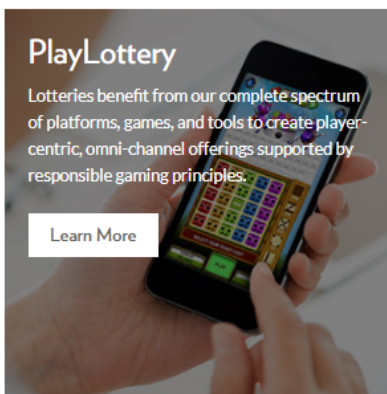 PlayLottery
Lotteries benefit from our complete spectrum
of platforms, games, and tools to create player-
centric, omni-channel offerings supported by
responsible gaming principles.
Learn More